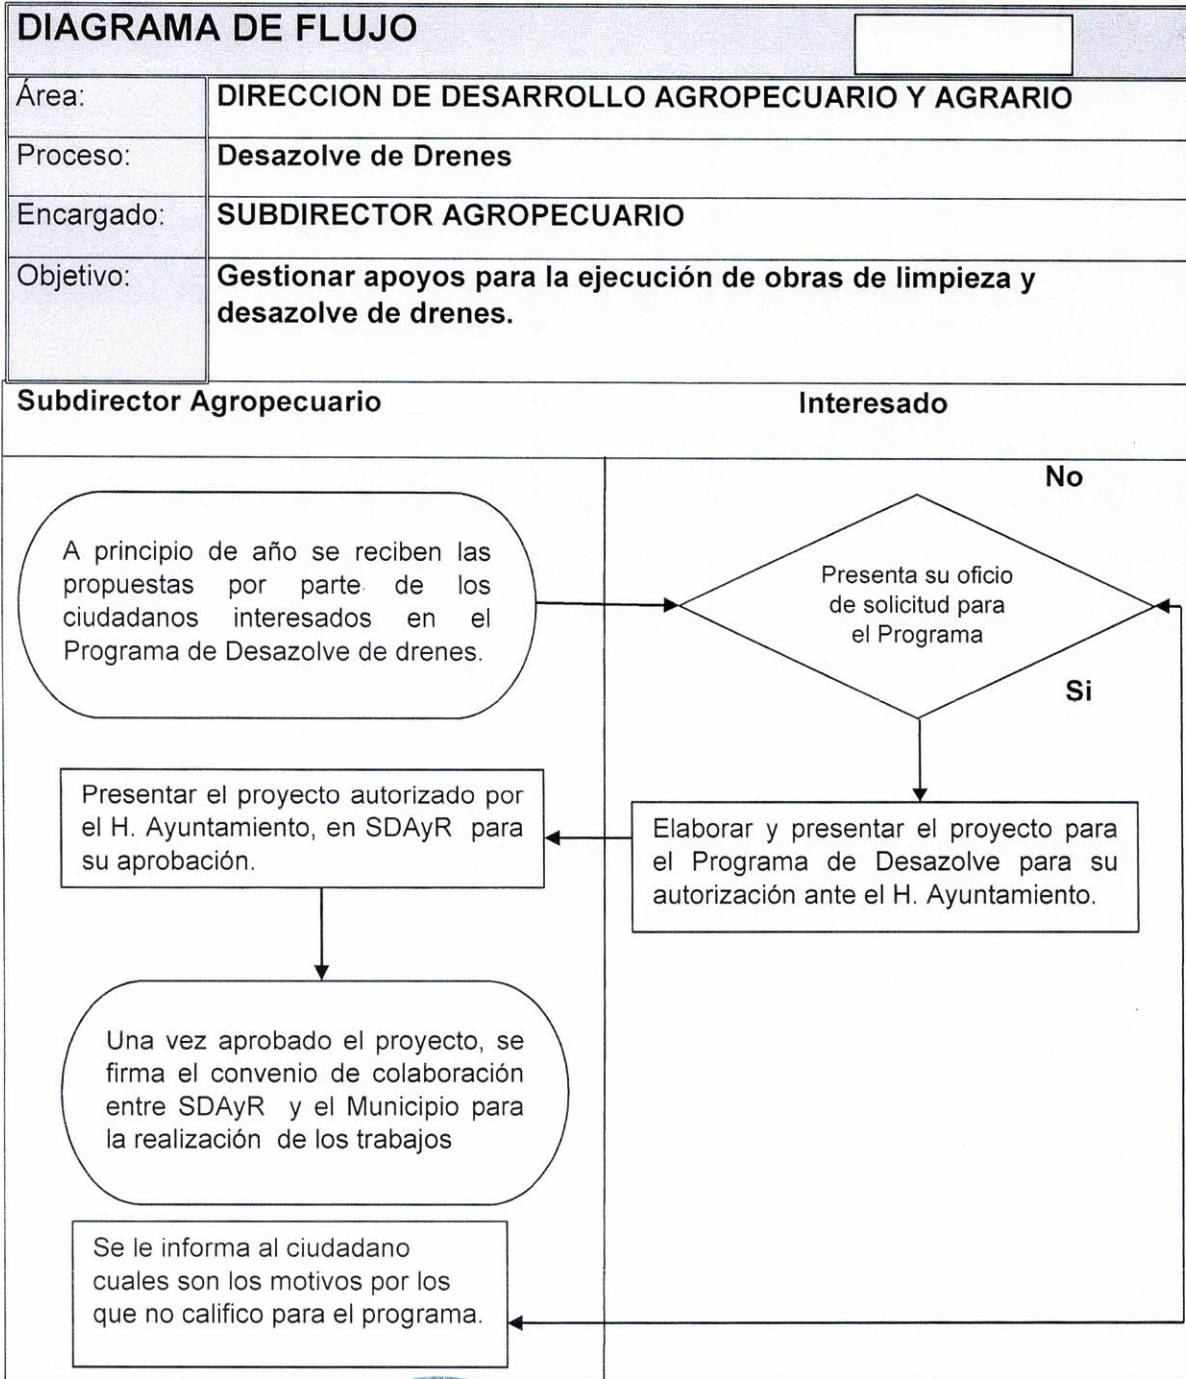 DIAGRAMA DE FLUJO
Área:
DIRECCION DE DESARROLLO AGROPECUARIO Y AGRARIO
Proceso:
Desazolve de Drenes
Encargado:
SUBDIRECTOR AGROPECUARIO
Objetivo:
Gestionar apoyos para la ejecución de obras de limpieza y
desazolve de drenes.
Subdirector Agropecuario
Interesado
A principio de año se reciben las
propuestas por parte de los
ciudadanos interesados en el
Programa de Desazolve de drenes.
No
Presenta su oficio
de solicitud para
el Programa
Si
Elaborar y presentar el proyecto para
el Programa de Desazolve para su
autorización ante el H. Ayuntamiento.
Presentar el proyecto autorizado por
el H. Ayuntamiento, en SDAyR para
su aprobación.
Una vez aprobado el proyecto, se
firma el convenio de colaboración
entre SDAyR y el Municipio para
la realización de los trabajos
Se le informa al ciudadano
cuales son los motivos por los
que no califico para el programa.